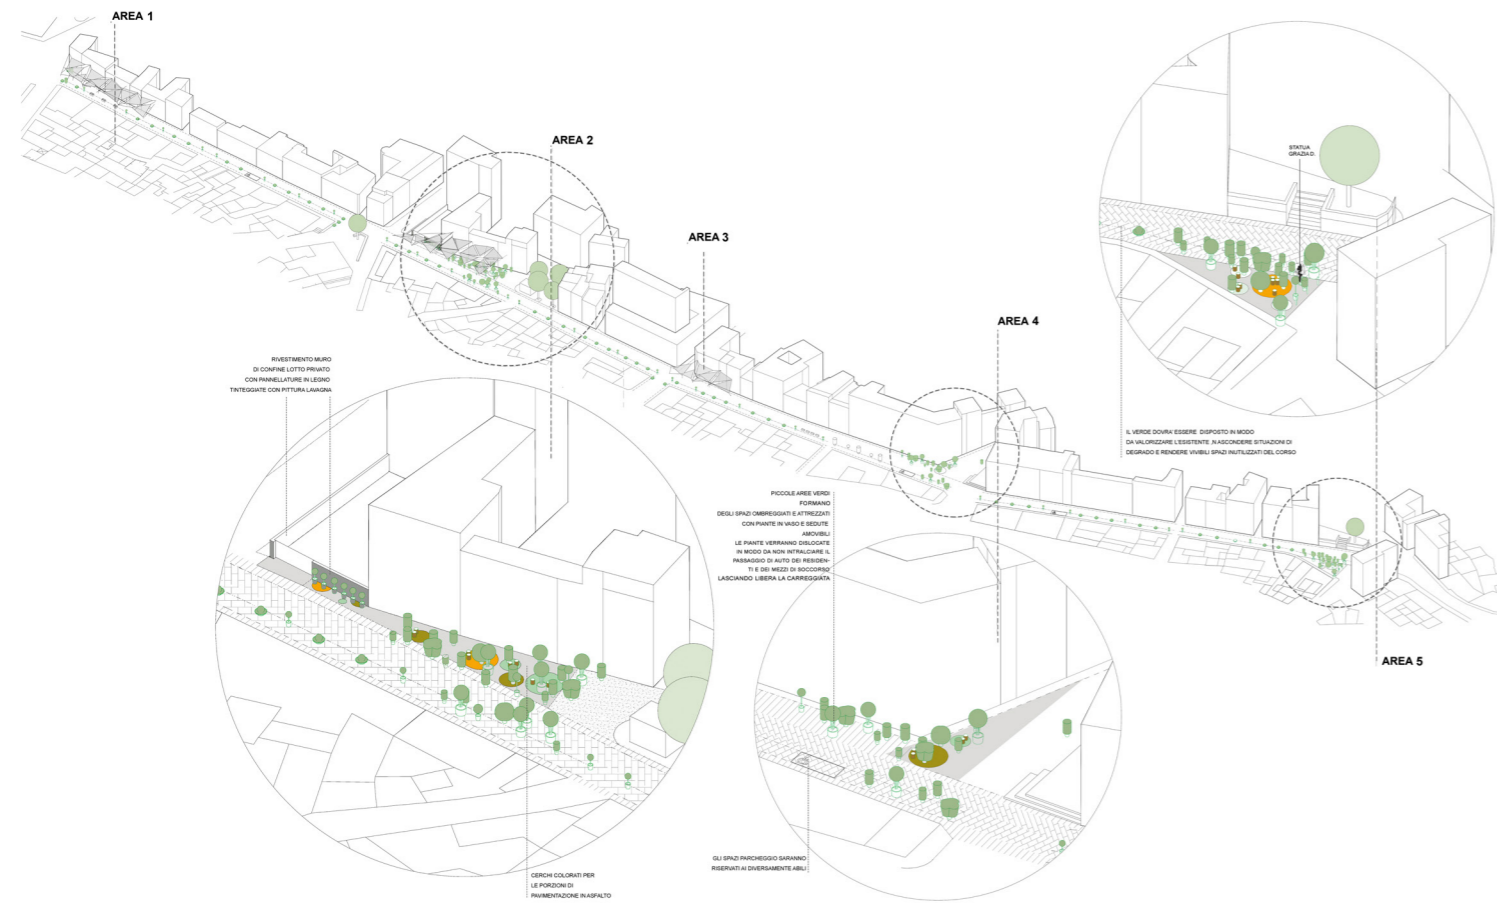 AREA 1
AREA 2
AREA 3
AREA 4
AREA 5
STATUA
GRAZIA D.
RIVESTIMENTO MURO
DI CONFINE LOTTO PRIVATO
CON PANNELLATURE IN LEGNO
TINTEGGIATE CON PITTURA LAVAGNA
IL VERDE DOVRA' ESSERE DISPOSTO IN MODO
DA VALORIZZARE L'ESISTENTE ,NASCONDERE SITUAZIONI DI
DEGRADO E RENDERE VIVIBILI SPAZI INUTILIZZATI DEL CORSO
PICCOLE AREE VERDI
FORMANO
DEGLI SPAZI OMBREGGIATI E ATTREZZATI
CON PIANTE IN VASO E SEDUTE
AMOVIBILI
LE PIANTE VERRANNO DISLOCATE
IN MODO DA NON INTRALCIARE IL
PASSAGGIO DI AUTO DEI RESIDEN-
TI E DEI MEZZI DI SOCCORSO
LASCIANDO LIBERA LA CARREGGIATA
GLI SPAZI PARCHEGGIO SARANNO
RISERVATI AI DIVERSAMENTE ABILI
CERCHI COLORATI PER
LE PORZIONI DI
PAVIMENTAZIONE IN ASFALTO